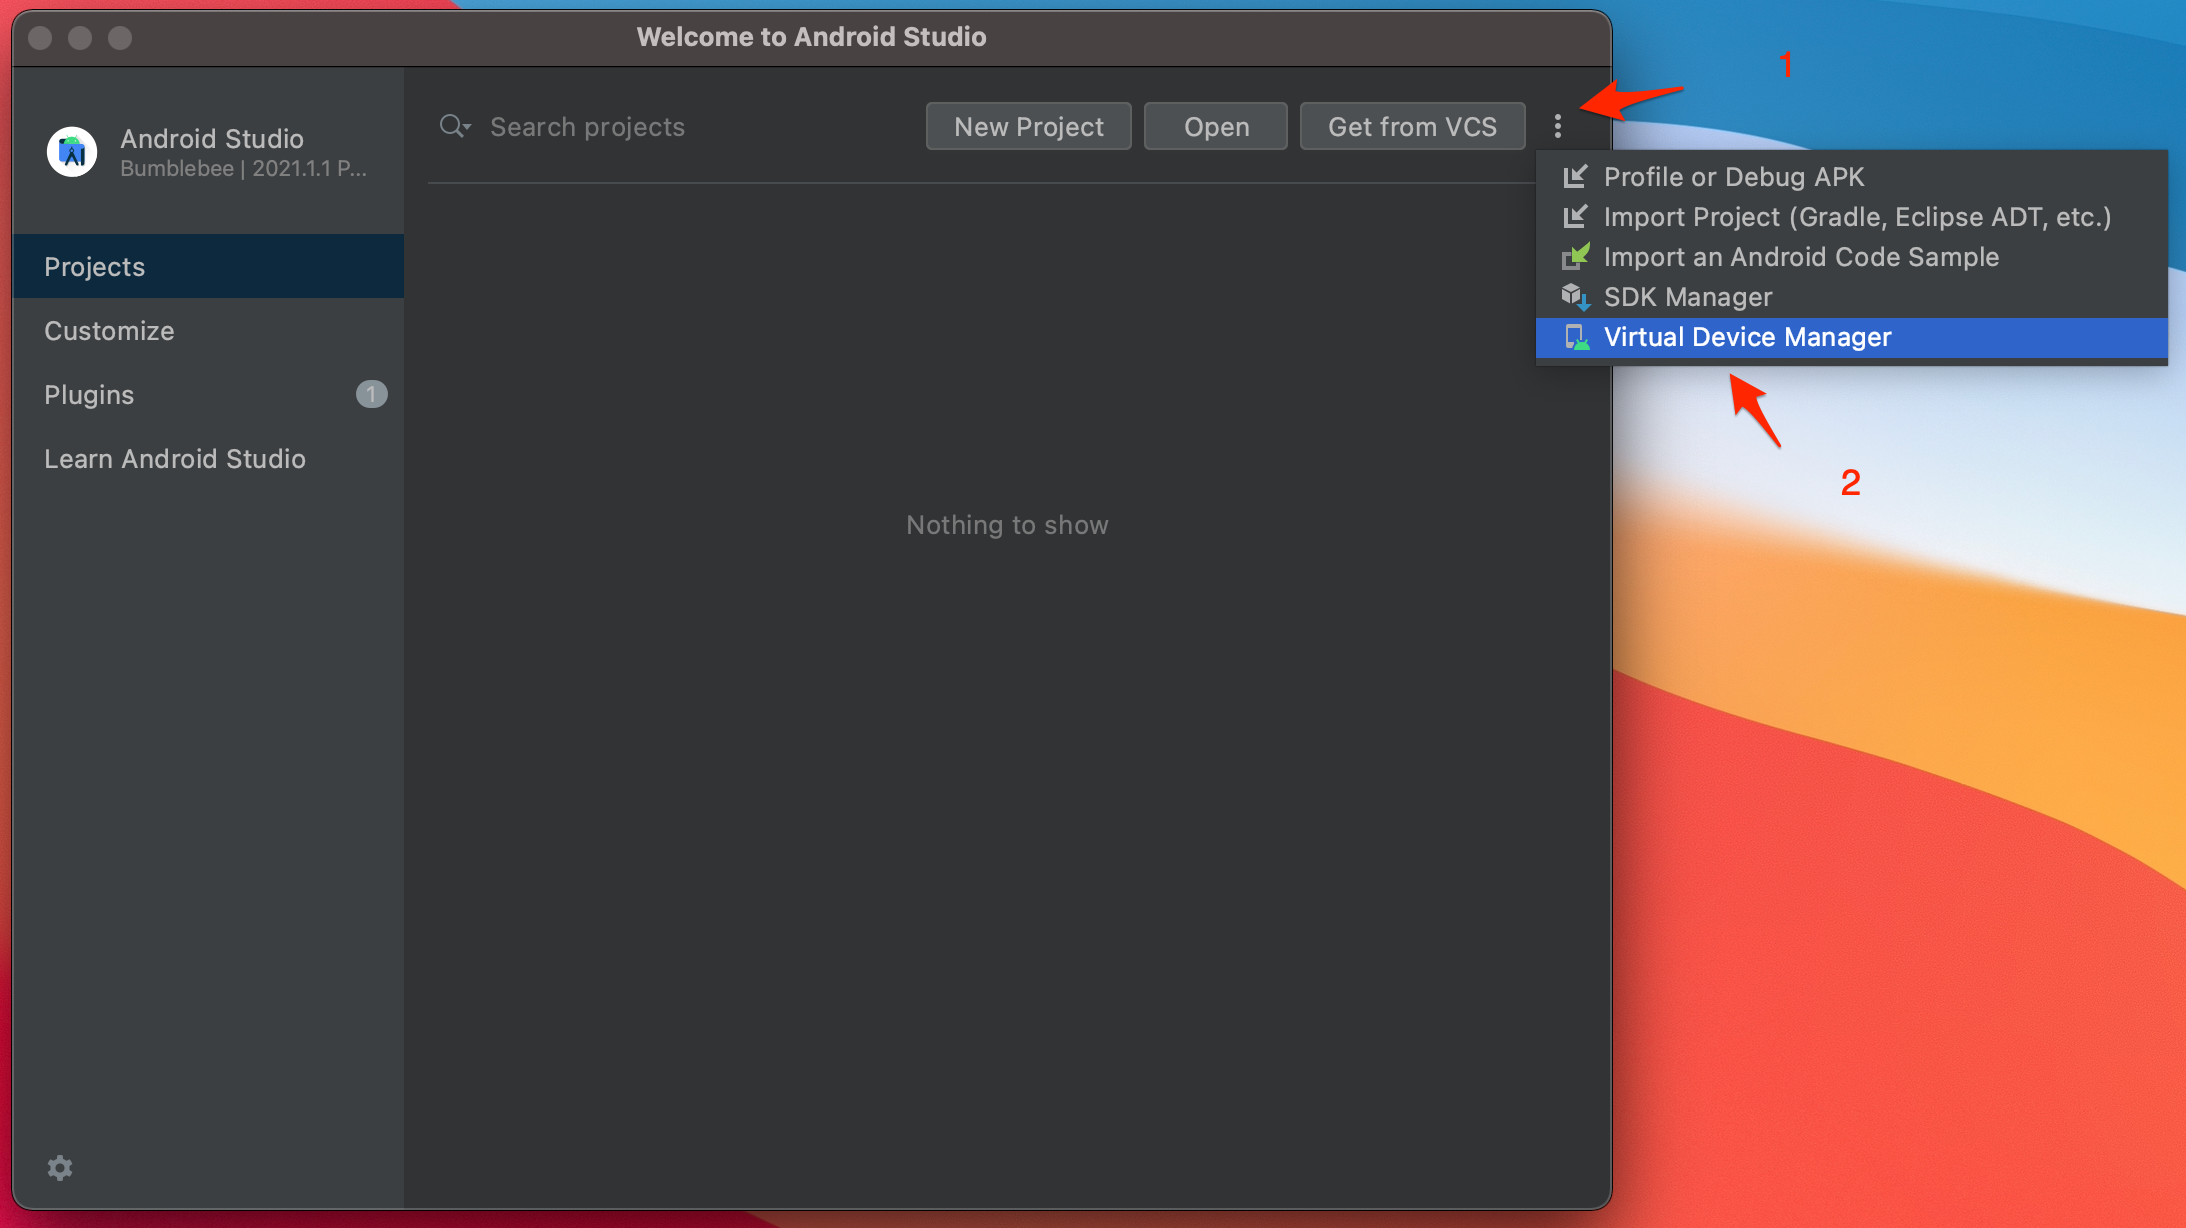 Welcome to Android Studio
1
Android Studio
Bumblebee | 2021.1.1 P...
Search projects
New Project
Open
Get from VCS
Profile or Debug APK
Import Project (Gradle, Eclipse ADT, etc.)
Import an Android Code Sample
SDK Manager
Virtual Device Manager
2
Projects
Customize
Plugins
1
Learn Android Studio
Nothing to show